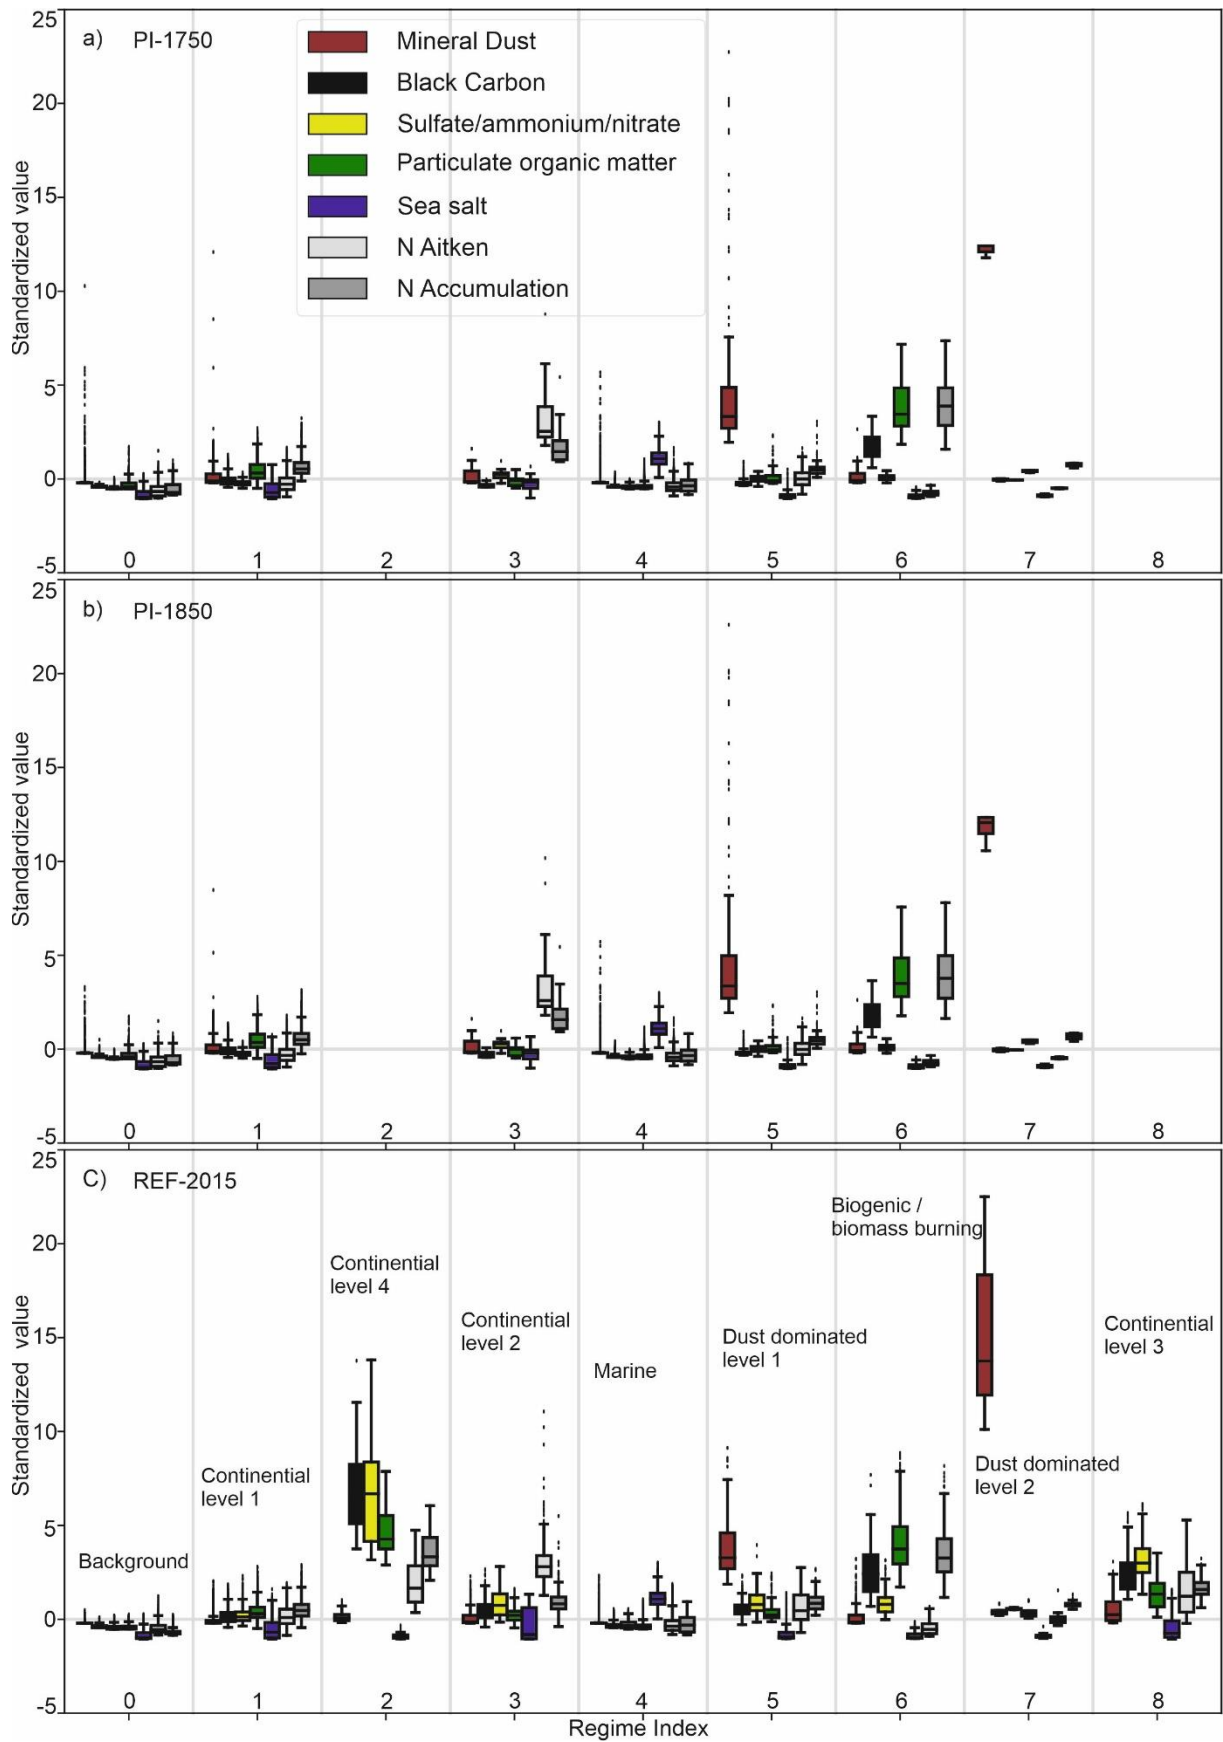 a) PI-1750
Mineral Dust
Black Carbon
Sulfate/ammonium/nitrate
Particulate organic matter
Sea salt
N Aitken
N Accumulation
Standardized value
25
20
15
10
5
0
-5
0 1 2 3 4 5 6 7 8
b) PI-1850
Standardized value
25
20
15
10
5
0
-5
0 1 2 3 4 5 6 7 8
C) REF-2015
Standardized value
25
20
15
10
5
0
-5
Background
Continential
level 1
Continential
level 4
Continential
level 2
Marine
Dust dominated
level 1
Biogenic /
biomass burning
Dust dominated
level 2
Continential
level 3
0 1 2 3 4 5 6 7 8
Regime Index